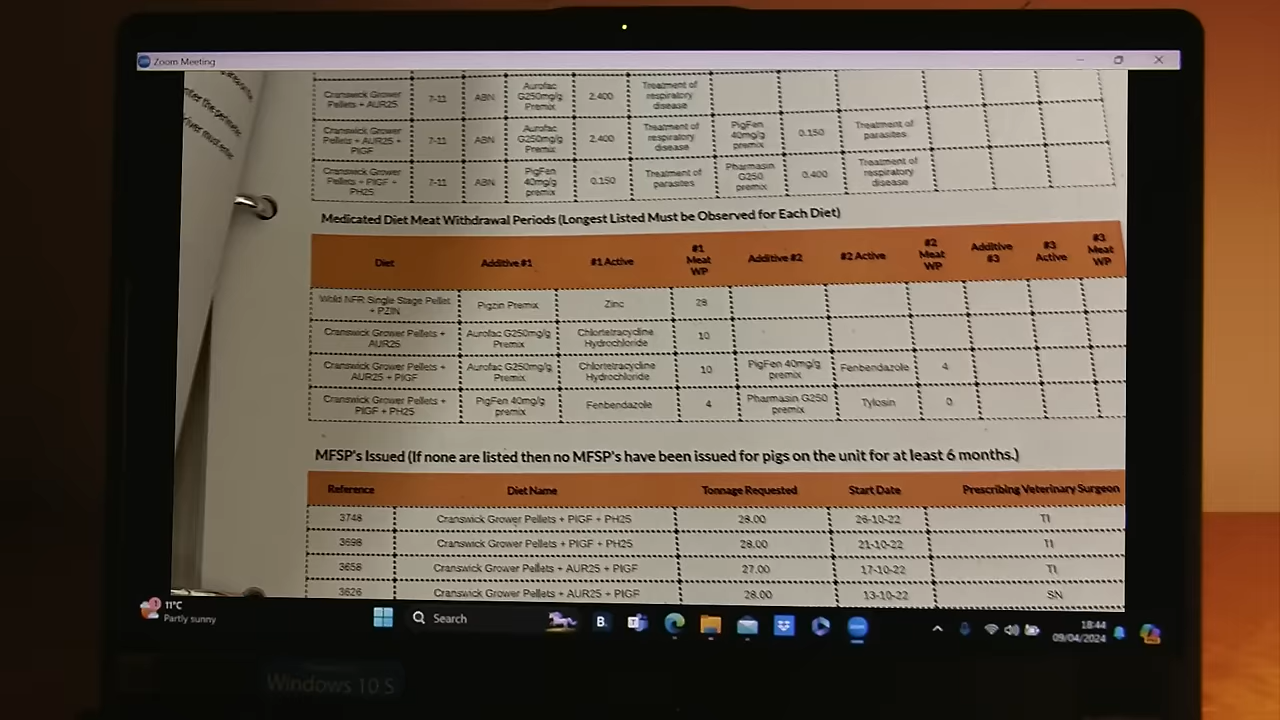 Zoom Meeting
Cranswick Grower Pellets + AUR25 7-11 ABN Aurofac G250mg/g Premix 2.400 Treatment of respiratory disease
Cranswick Grower Pellets + AUR25 + PIGF 7-11 ABN Aurofac G250mg/g Premix 2.400 Treatment of respiratory disease PigFen 40mg/g premix 0.150 Treatment of parasites
Cranswick Grower Pellets + PIGF + PH25 7-11 ABN PigFen 40mg/g premix 0.150 Treatment of parasites Pharmasin G250 premix 0.400 Treatment of respiratory disease
Medicated Diet Meat Withdrawal Periods (Longest Listed Must be Observed for Each Diet)
Diet Additive #1 #1 Active #1 Meat WP Additive #2 #2 Active #2 Meat WP Additive #3 #3 Active #3 Meat WP
Wold NFR Single Stage Pellet + PZIN Pigzin Premix Zinc 28
Cranswick Grower Pellets + AUR25 Aurofac G250mg/g Premix Chlortetracycline Hydrochloride 10
Cranswick Grower Pellets + AUR25 + PIGF Aurofac G250mg/g Premix Chlortetracycline Hydrochloride 10 PigFen 40mg/g premix Fenbendazole 4
Cranswick Grower Pellets + PIGF + PH25 PigFen 40mg/g premix Fenbendazole 4 Pharmasin G250 premix Tylosin 0
MFSP's Issued (If none are listed then no MFSP's have been issued for pigs on the unit for at least 6 months.)
Reference Diet Name Tonnage Requested Start Date Prescribing Veterinary Surgeon
3748 Cranswick Grower Pellets + PIGF + PH25 28.00 26-10-22 TI
3698 Cranswick Grower Pellets + PIGF + PH25 28.00 21-10-22 TI
3658 Cranswick Grower Pellets + AUR25 + PIGF 27.00 17-10-22 TI
3626 Cranswick Grower Pellets + AUR25 + PIGF 28.00 13-10-22 SN
1 11°C
Partly sunny
Search
B.
18:44
09/04/2024
Windows 10 S